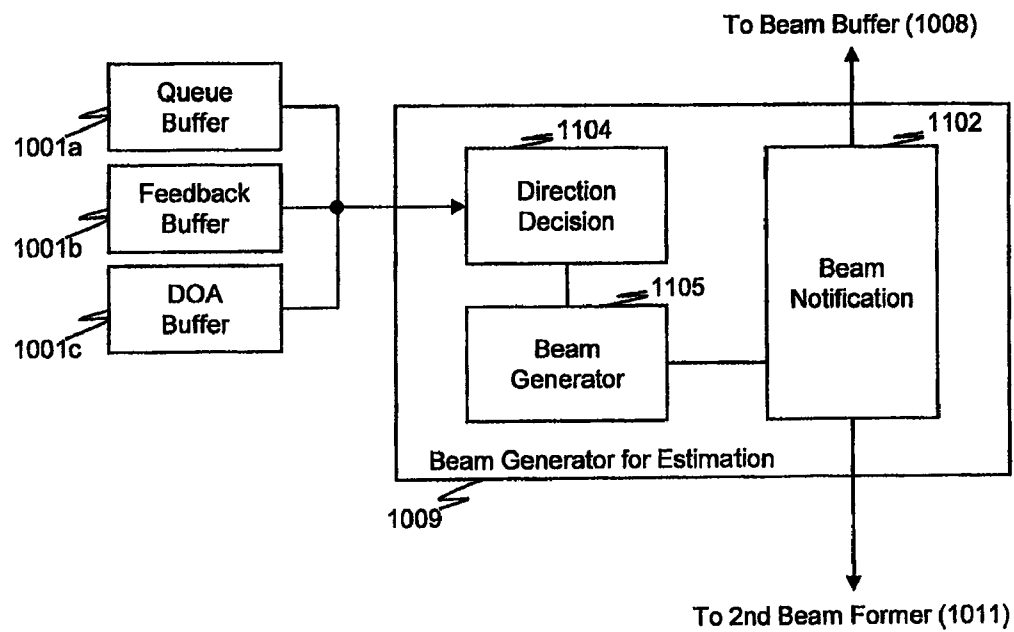 To Beam Buffer (1008)
Queue
Buffer
1001a
Feedback
Buffer
1001b
DOA
Buffer
1001c
1104
Direction
Decision
1105
Beam
Generator
1102
Beam
Notification
Beam Generator for Estimation
1009
To 2nd Beam Former (1011)